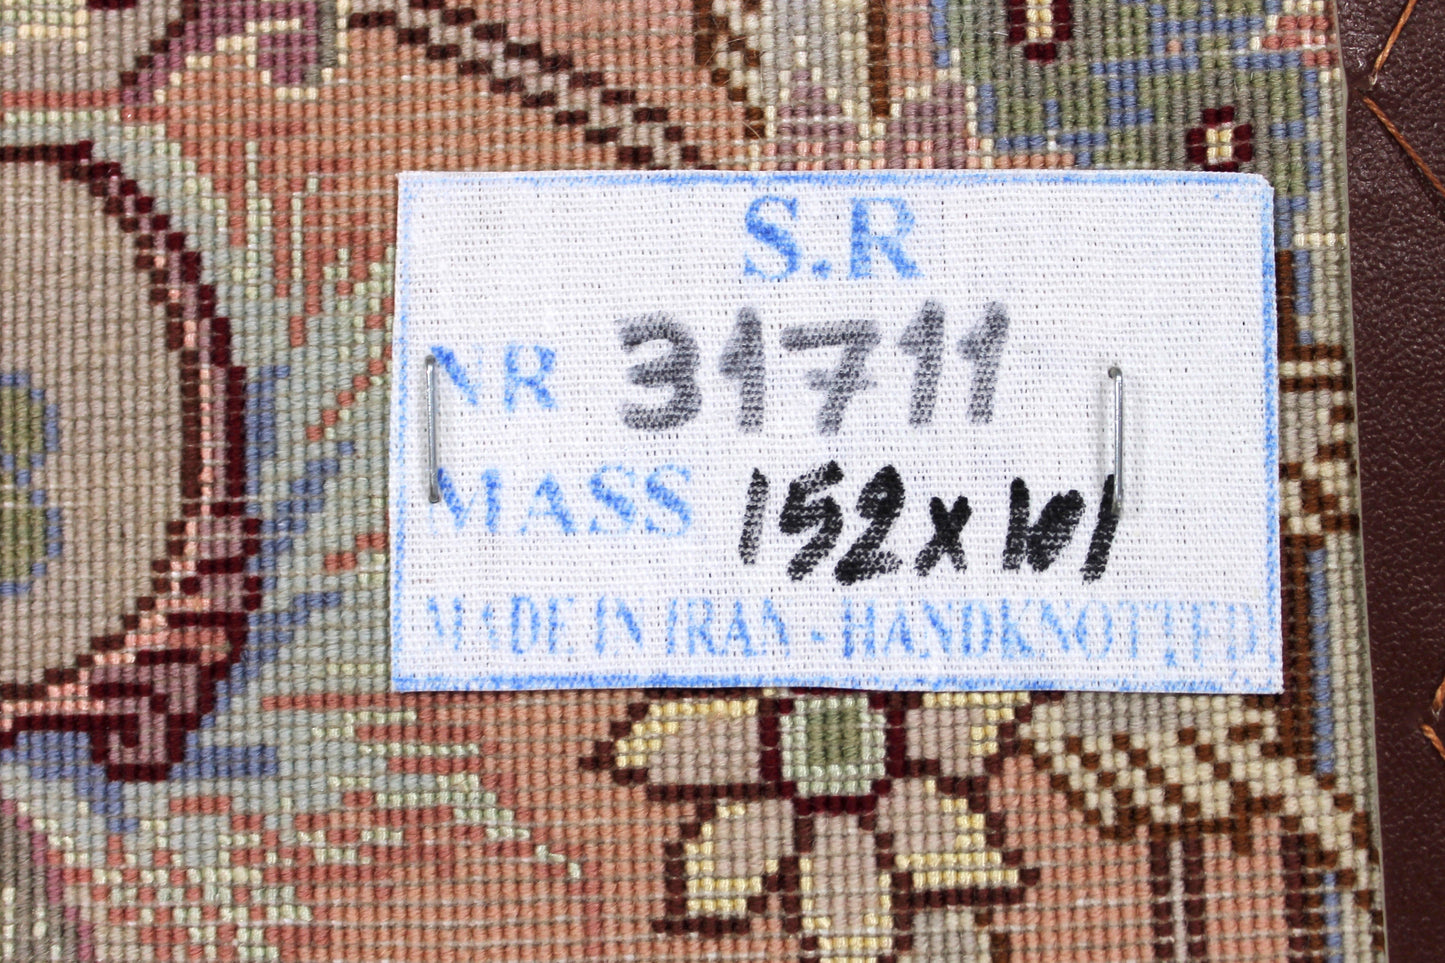 S.R
NR 31711
MASS 152x101
MADE IN IRAN - HANDKNOTTED